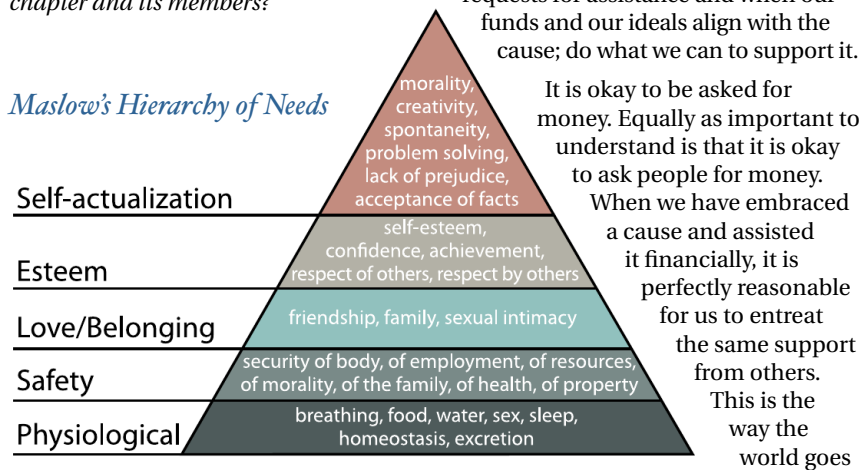 chapter and its members?
Maslow's Hierarchy of Needs
morality,
creativity,
spontaneity,
problem solving,
lack of prejudice,
acceptance of facts
Self-actualization
self-esteem,
confidence, achievement,
respect of others, respect by others
Esteem
friendship, family, sexual intimacy
Love/Belonging
security of body, of employment, of resources,
of morality, of the family, of health, of property
Safety
breathing, food, water, sex, sleep,
homeostasis, excretion
Physiological
requests for assistance and when our
funds and our ideals align with the
cause; do what we can to support it.
It is okay to be asked for
money. Equally as important to
understand is that it is okay
to ask people for money.
When we have embraced
a cause and assisted
it financially, it is
perfectly reasonable
for us to entreat
the same support
from others.
This is the
way the
world goes